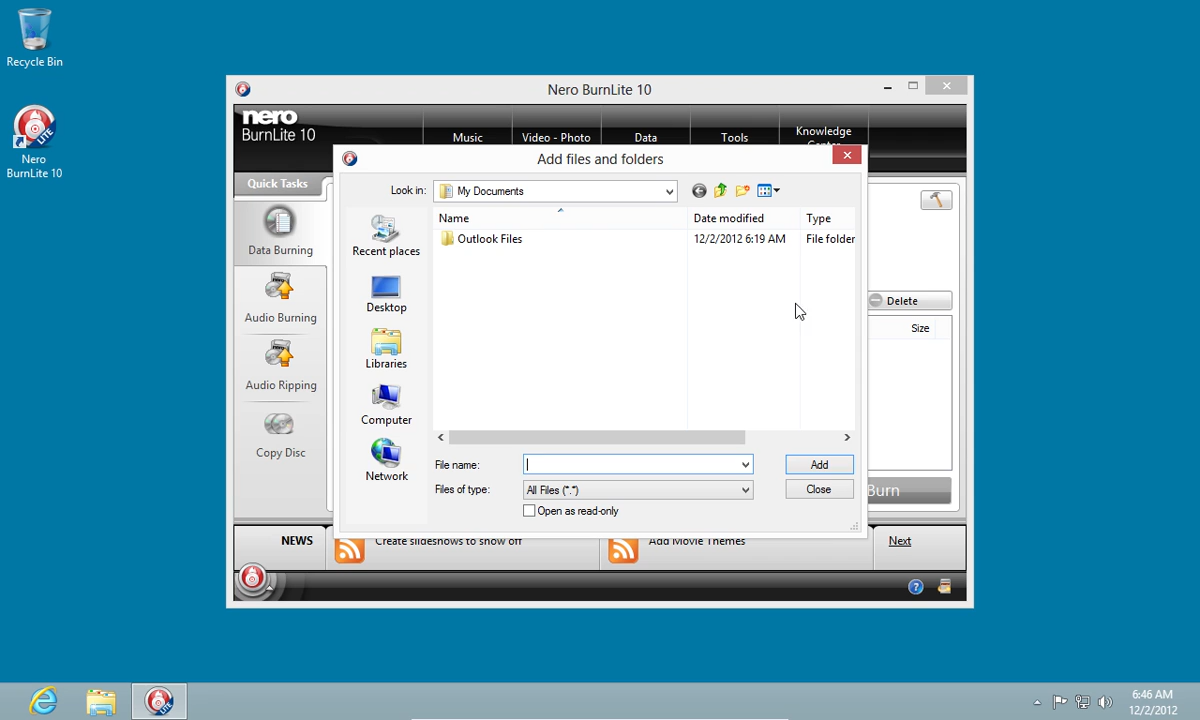 Recycle Bin
Nero
BurnLite 10
Nero BurnLite 10
nero
BurnLite 10
Music
Video - Photo
Data
Tools
Knowledge
Quick Tasks
Data Burning
Audio Burning
Audio Ripping
Copy Disc
Add files and folders
Look in:
My Documents
Name
Date modified
Type
Outlook Files
12/2/2012 6:19 AM
File folder
Recent places
Desktop
Libraries
Computer
Network
File name:
Add
Files of type:
All Files (*.*)
Close
Open as read-only
Delete
Size
Burn
NEWS
Create slideshows to show off
Add Movie Themes
Next
LITE
6:46 AM
12/2/2012